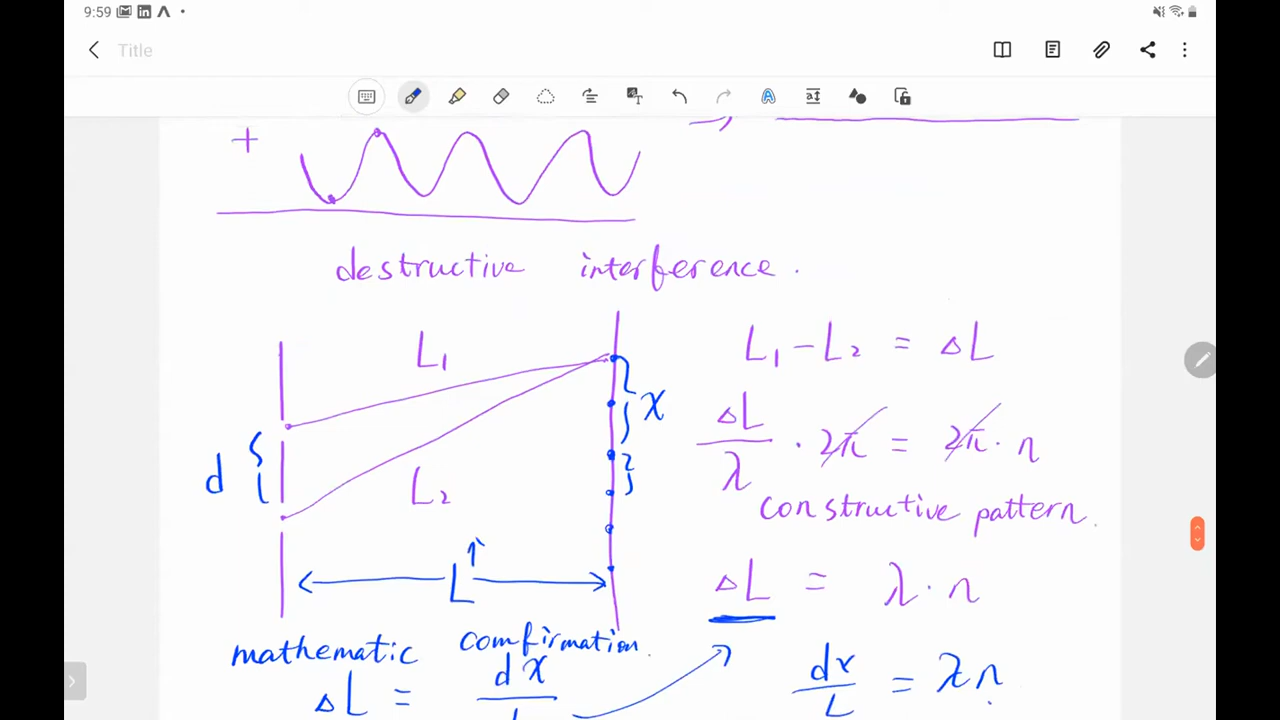 9:59
Title
+
destructive interference.
L₁ – L₂ = ΔL
L₁
x
ΔL/λ · 2π = 2π · n
d
L₂
constructive pattern.
L
ΔL = λ · n
mathematic comfirmation.
ΔL = dx/L
dx/L = λn